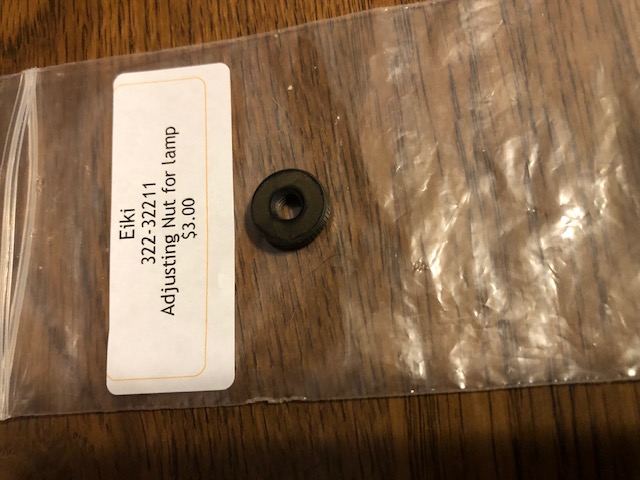 Eiki
322-32211
Adjusting Nut for lamp
$3.00